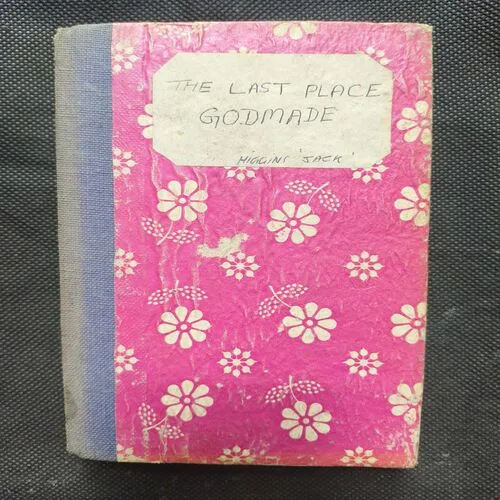 THE LAST PLACE
GODMADE
HIGGINS 'JACK'